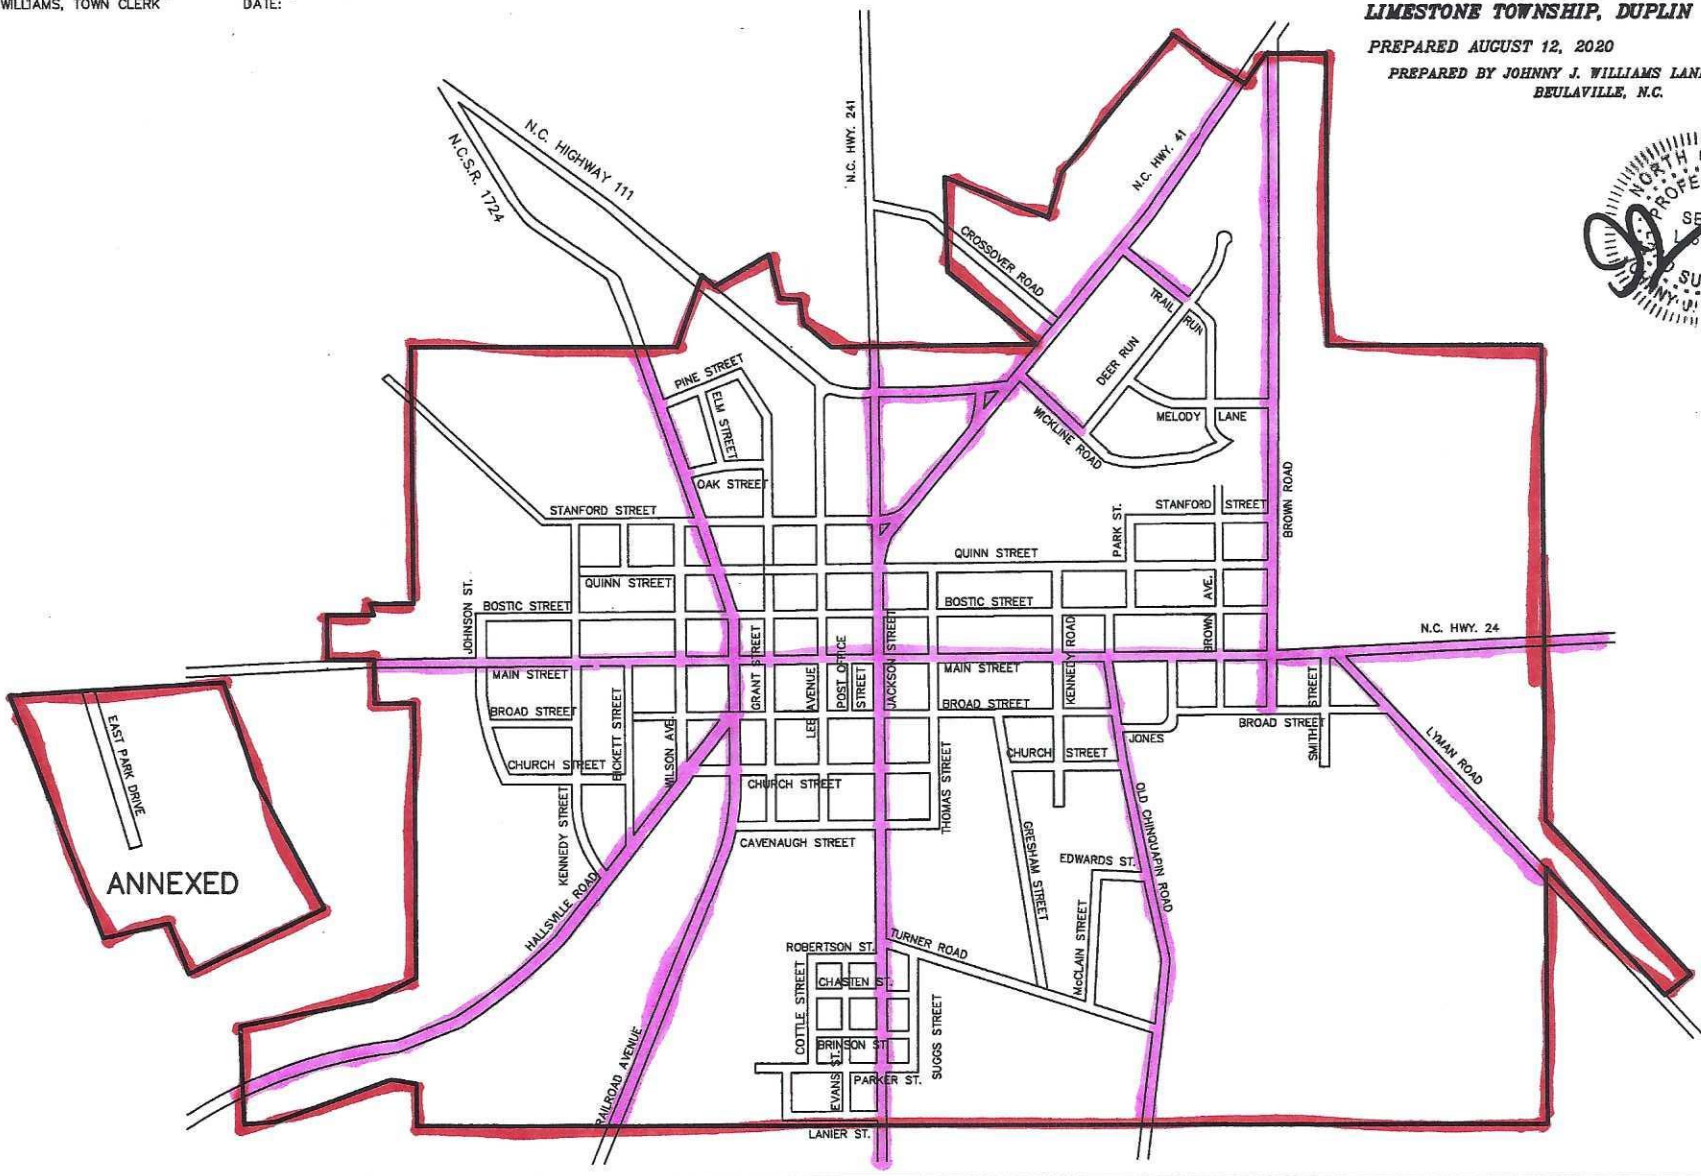 WILLIAMS, TOWN CLERK
DATE:
LIMESTONE TOWNSHIP, DUPLIN
PREPARED AUGUST 12, 2020
PREPARED BY JOHNNY J. WILLIAMS
BEULAVILLE, N.C.
NORTH
N.C. HIGHWAY 111
N.C.S.R. 1724
N.C. HWY. 241
N.C. HWY. 41
CROSSOVER ROAD
TRAIL RUN
DEER RUN
MELODY LANE
WICKLINE ROAD
PINE STREET
ELM STREET
OAK STREET
STANFORD STREET
STANFORD STREET
PARK ST.
BROWN ROAD
QUINN STREET
QUINN STREET
JOHNSON ST.
BOSTIC STREET
BOSTIC STREET
BROWN AVE.
N.C. HWY. 24
MAIN STREET
MAIN STREET
GRANT STREET
LEE AVENUE
POST OFFICE STREET
JACKSON STREET
KENNEDY ROAD
BROAD STREET
BROAD STREET
BROAD STREET
BICKETT STREET
WILSON AVE.
SMITH STREET
JONES
LYMAN ROAD
CHURCH STREET
CHURCH STREET
CHURCH STREET
THOMAS STREET
KENNEDY STREET
CAVENAUGH STREET
GRESHAM STREET
OLD CHINQUAPIN ROAD
EDWARDS ST.
McCLAIN STREET
EAST PARK DRIVE
ANNEXED
HALLSVILLE ROAD
ROBERTSON ST.
TURNER ROAD
CHASTEN ST.
COTTLE STREET
SUGGS STREET
BRINSON ST
EVANS ST.
PARKER ST.
RAILROAD AVENUE
LANIER ST.